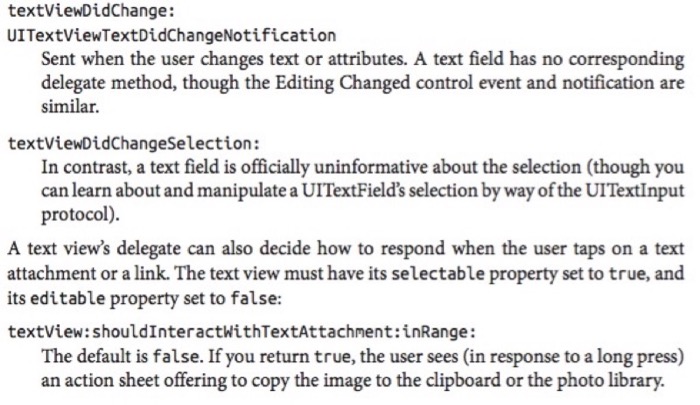 textViewDidChange:
UITextViewTextDidChangeNotification
Sent when the user changes text or attributes. A text field has no corresponding
delegate method, though the Editing Changed control event and notification are
similar.
textViewDidChangeSelection:
In contrast, a text field is officially uninformative about the selection (though you
can learn about and manipulate a UITextField’s selection by way of the UITextInput
protocol).
A text view’s delegate can also decide how to respond when the user taps on a text
attachment or a link. The text view must have its selectable property set to true, and
its editable property set to false:
textView:shouldInteractWithTextAttachment:inRange:
The default is false. If you return true, the user sees (in response to a long press)
an action sheet offering to copy the image to the clipboard or the photo library.